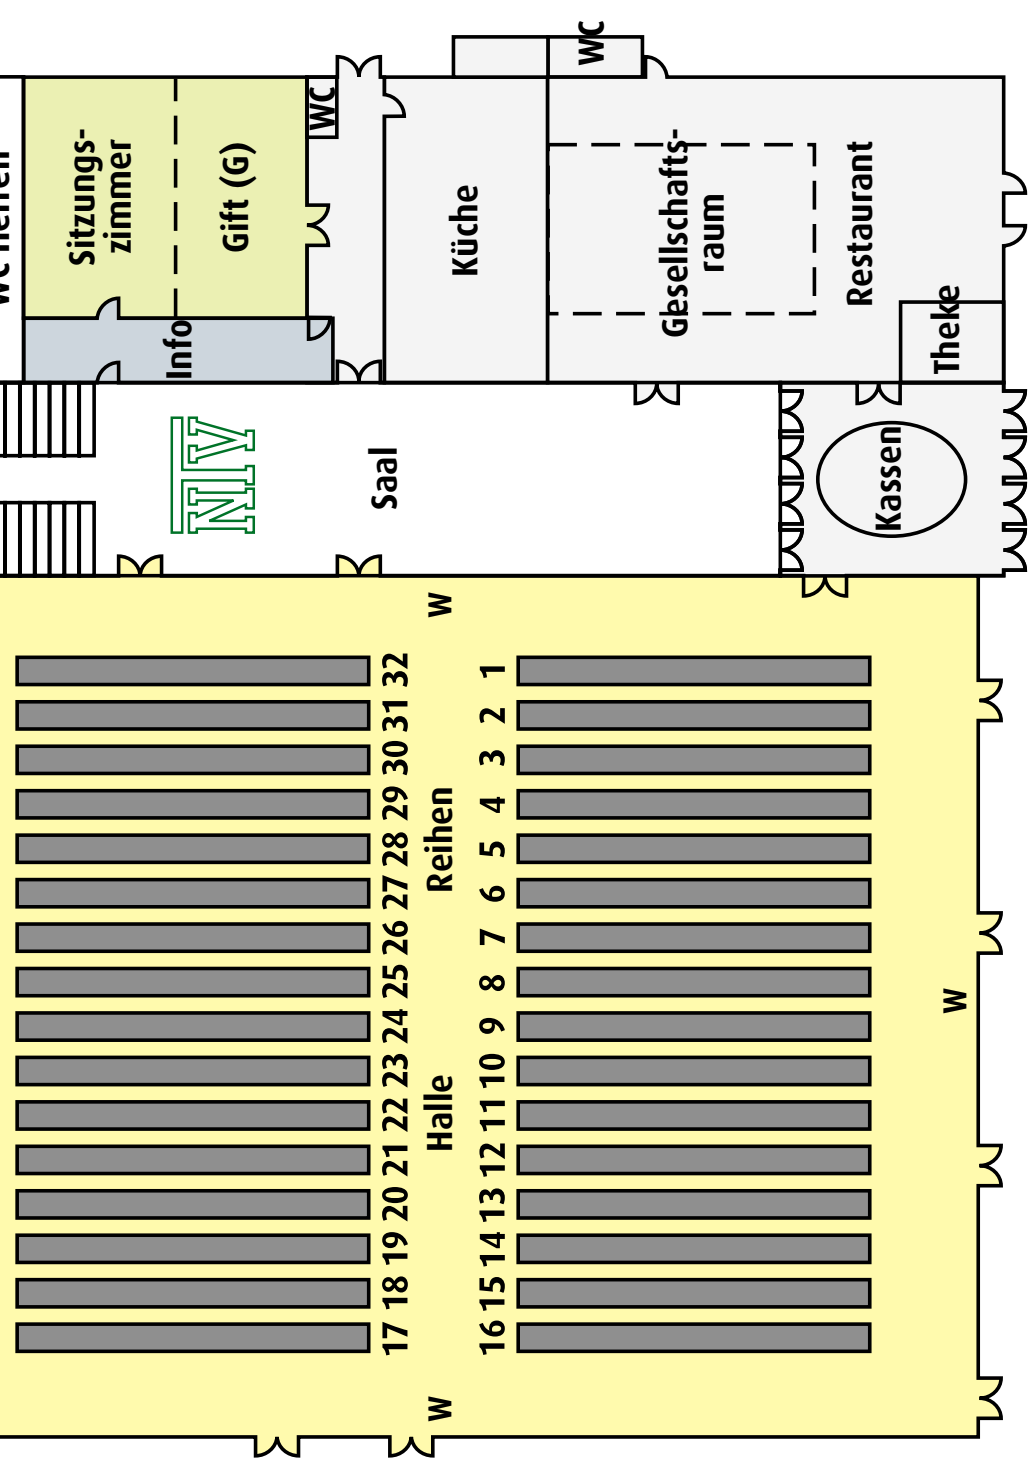 WC
WC
Sitzungs-
zimmer
Gift (G)
Küche
Gesellschafts-
raum
Restaurant
Theke
Info
NTV
Saal
Kassen
W
32
1
31
2
30
3
29
4
28
5
27
6
26
7
25
8
24
9
23
10
22
11
21
12
20
13
19
14
18
15
17
16
Halle Reihen
W
W